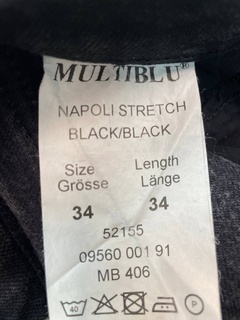 MULTIBLU®
NAPOLI STRETCH
BLACK/BLACK
Size Length
Grösse Länge
34 34
52155
09560 001 91
MB 406
40 P